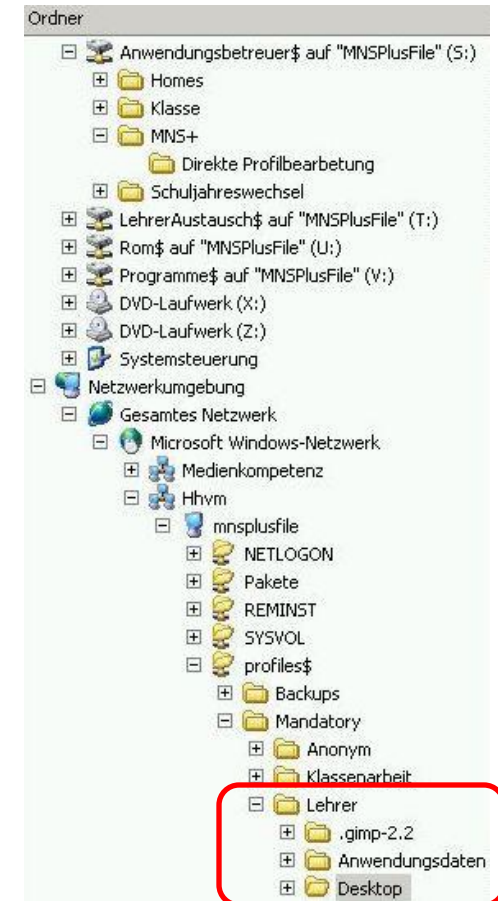 Ordner
Anwendungsbetreuer$ auf "MNSPlusFile" (S:)
Homes
Klasse
MNS+
Direkte Profilbearbetung
Schuljahreswechsel
LehrerAustausch$ auf "MNSPlusFile" (T:)
Rom$ auf "MNSPlusFile" (U:)
Programme$ auf "MNSPlusFile" (V:)
DVD-Laufwerk (X:)
DVD-Laufwerk (Z:)
Systemsteuerung
Netzwerkumgebung
Gesamtes Netzwerk
Microsoft Windows-Netzwerk
Medienkompetenz
Hhvm
mnsplusfile
NETLOGON
Pakete
REMINST
SYSVOL
profiles$
Backups
Mandatory
Anonym
Klassenarbeit
Lehrer
.gimp-2.2
Anwendungsdaten
Desktop